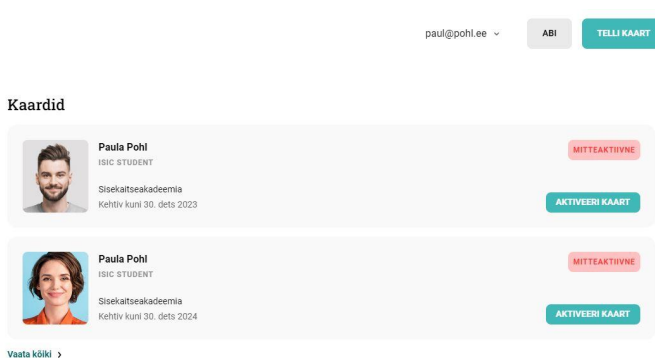 paul@pohl.ee
ABI
TELLI KAART
Kaardid
Paula Pohl
MITTEAKTIIVNE
ISIC STUDENT
Sisekaitseakadeemia
Kehtiv kuni 30. dets 2023
AKTIVEERI KAART
Paula Pohl
MITTEAKTIIVNE
ISIC STUDENT
Sisekaitseakadeemia
Kehtiv kuni 30. dets 2024
AKTIVEERI KAART
Vaata kõiki